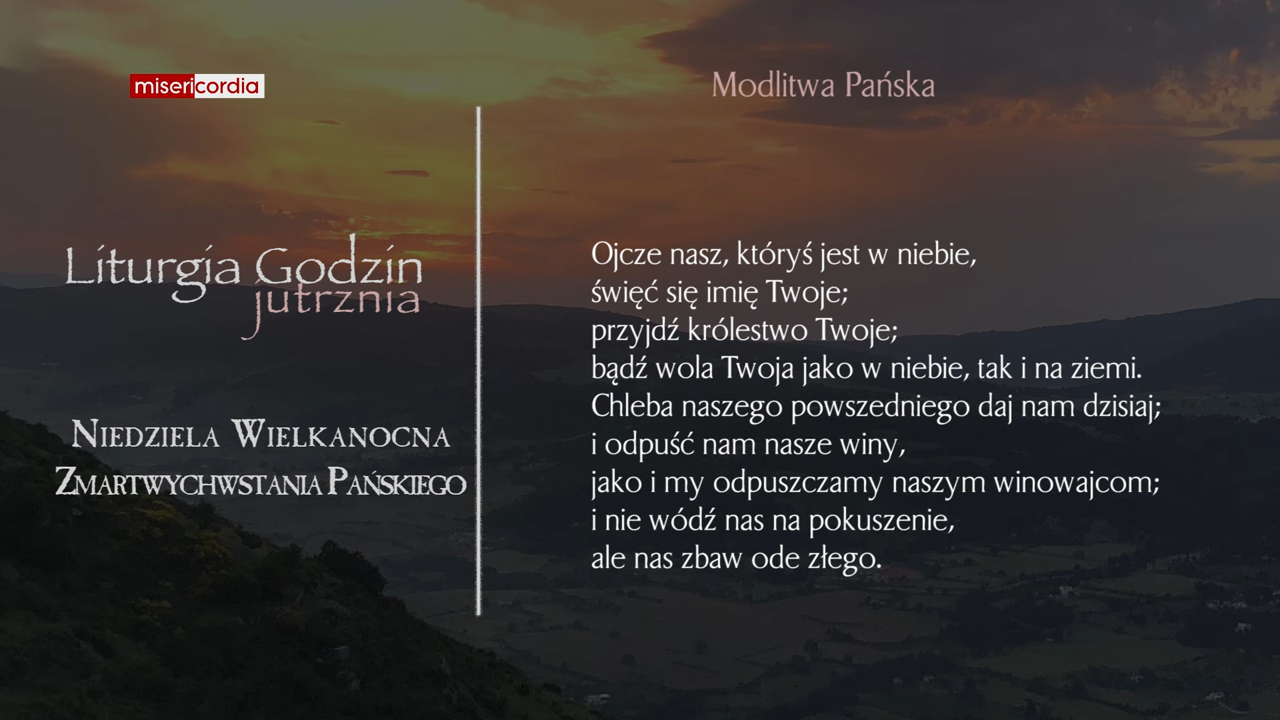 misericordia
Modlitwa Pańska
Liturgia Godzin
jutrznia
Niedziela Wielkanocna
Zmartwychwstania Pańskiego
Ojcze nasz, któryś jest w niebie,
święć się imię Twoje;
przyjdź królestwo Twoje;
bądź wola Twoja jako w niebie, tak i na ziemi.
Chleba naszego powszedniego daj nam dzisiaj;
i odpuść nam nasze winy,
jako i my odpuszczamy naszym winowajcom;
i nie wódź nas na pokuszenie,
ale nas zbaw ode złego.